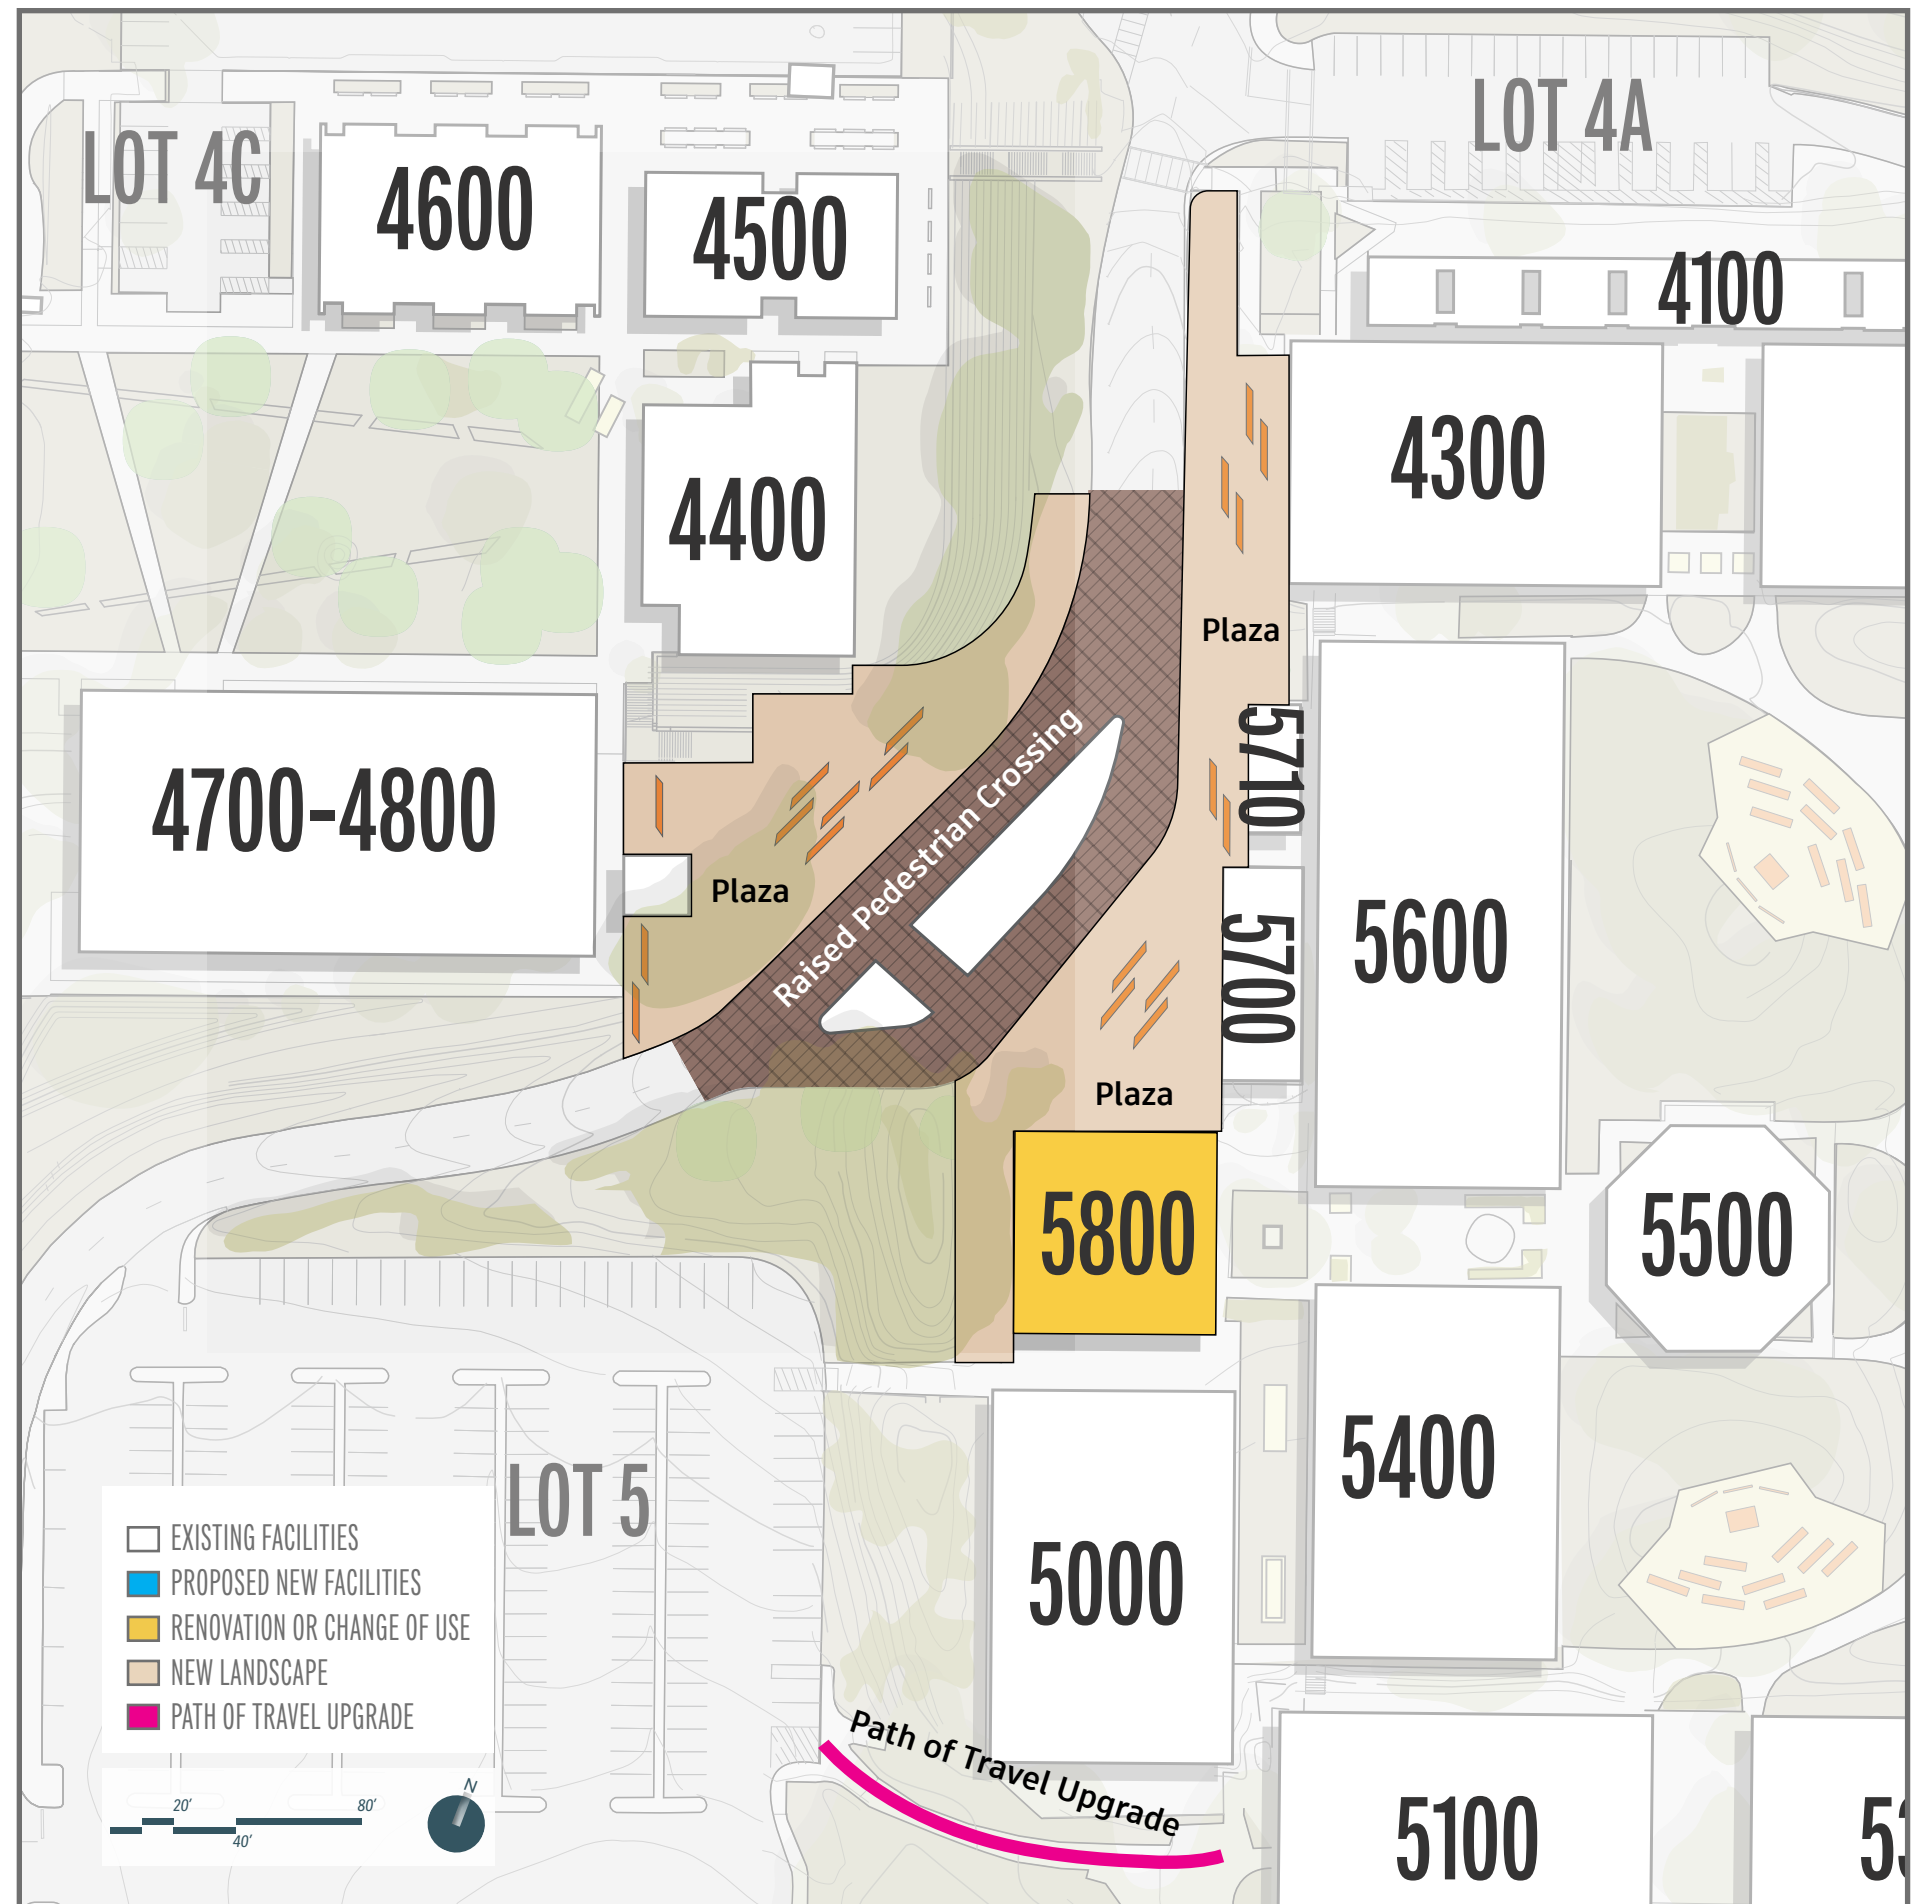 LOT 4C
LOT 4A
4600
4500
4100
4300
4400
Plaza
5710
4700-4800
Raised Pedestrian Crossing
Plaza
5700
5600
Plaza
5800
5500
5400
LOT 5
5000
EXISTING FACILITIES
PROPOSED NEW FACILITIES
RENOVATION OR CHANGE OF USE
NEW LANDSCAPE
PATH OF TRAVEL UPGRADE
Path of Travel Upgrade
N
20'
80'
40'
5100